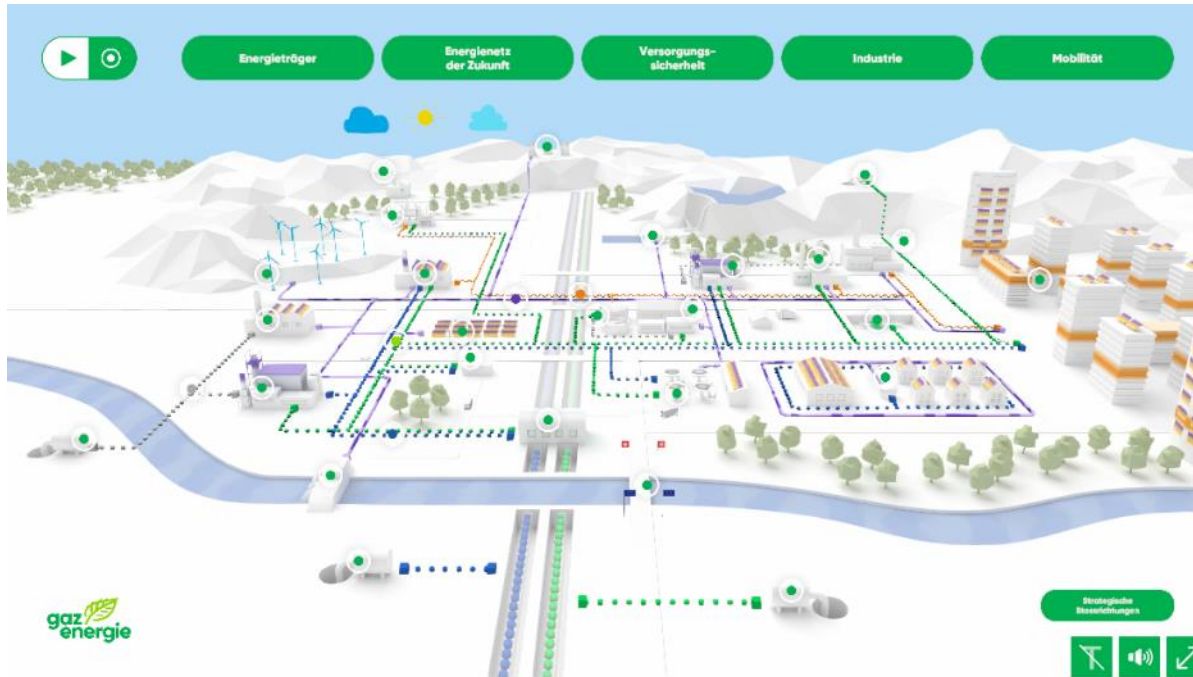 Energieträger
Energienetz
der Zukunft
Versorgungs-
sicherheit
Industrie
Mobilität
gaz
energie
Strategische
Stossrichtungen